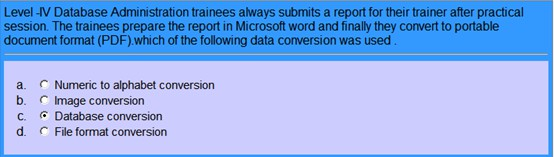 Level -IV Database Administration trainees always submits a report for their trainer after practical
session. The trainees prepare the report in Microsoft word and finally they convert to portable
document format (PDF).which of the following data conversion was used .
a. Numeric to alphabet conversion
b. Image conversion
c. Database conversion
d. File format conversion